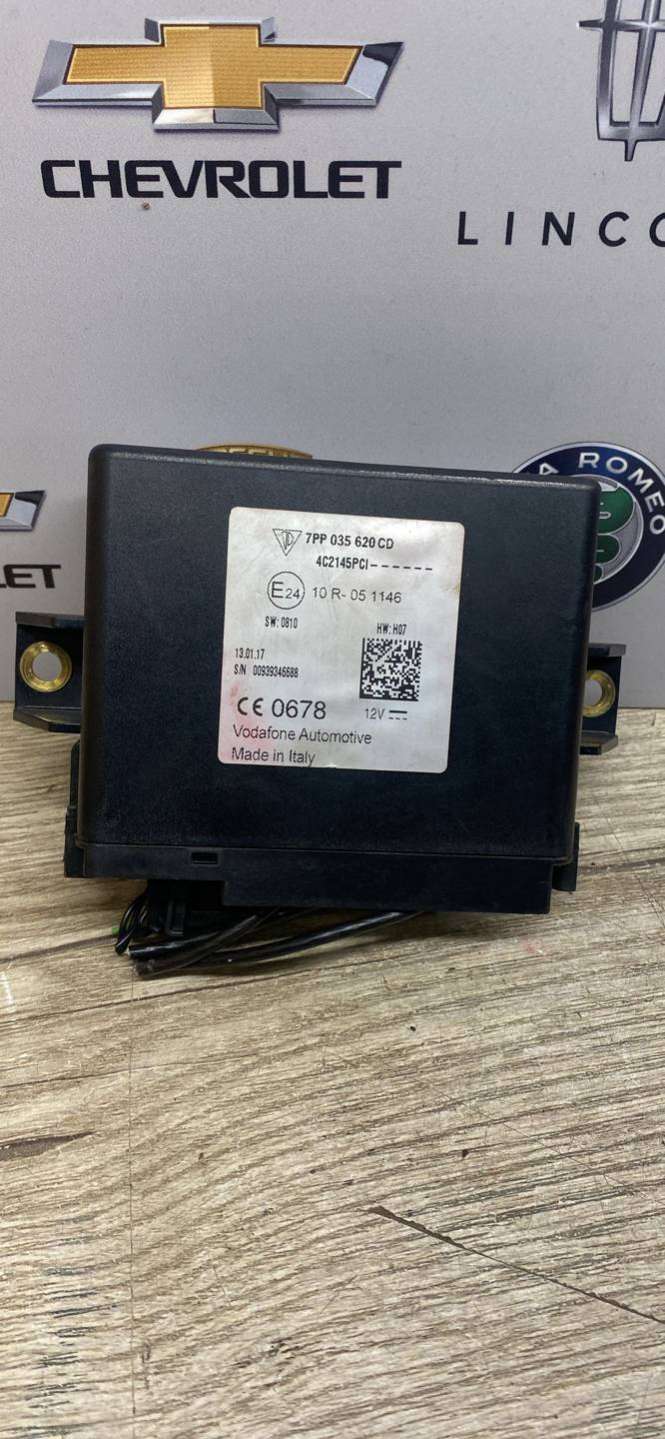 CHEVROLET
LINCO
LET
A ROMEO
7PP 035 620 CD
4C2145PCI------
E24 10 R- 05 1146
SW: 0810
HW: H07
13.01.17
S/N 00939346688
CE 0678
12V
Vodafone Automotive
Made in Italy